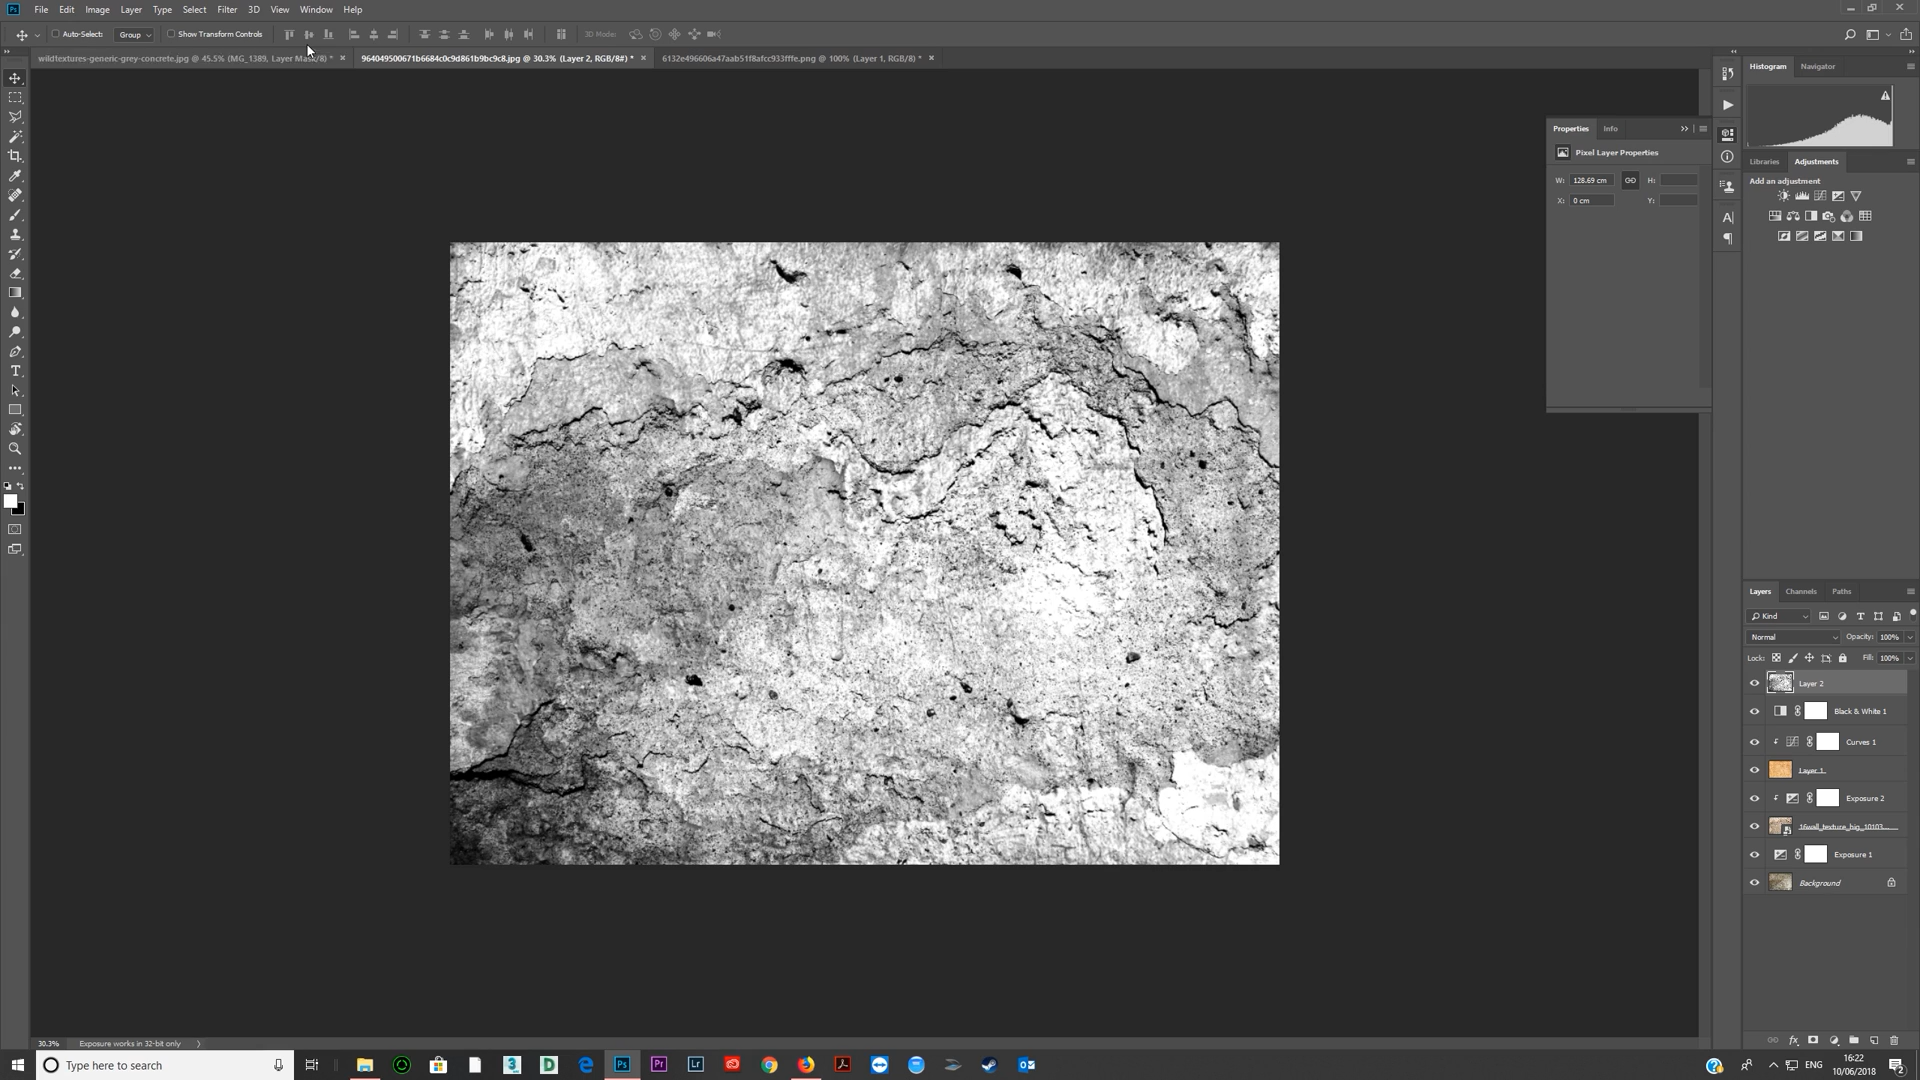 Ps File Edit Image Layer Type Select Filter 3D View Window Help
Auto-Select: Group Show Transform Controls 3D Mode:
wildtextures-generic-grey-concrete.jpg @ 45.5% (MG_1389, Layer Mask/8) *
964049500671b6684c0c9d861b9bc9c8.jpg @ 30.3% (Layer 2, RGB/8#) *
6132e496606a47aab51f8afcc933fffe.png @ 100% (Layer 1, RGB/8) *
Histogram Navigator
Properties Info
Pixel Layer Properties
W: 128.69 cm H:
X: 0 cm Y:
Libraries Adjustments
Add an adjustment
Layers Channels Paths
Kind
Normal Opacity: 100%
Lock: Fill: 100%
Layer 2
Black & White 1
Curves 1
Layer 1
Exposure 2
16wall_texture_big_10103...
Exposure 1
Background
30.3% Exposure works in 32-bit only
Type here to search
Ps Pr Lr
ENG
16:22
10/06/2018